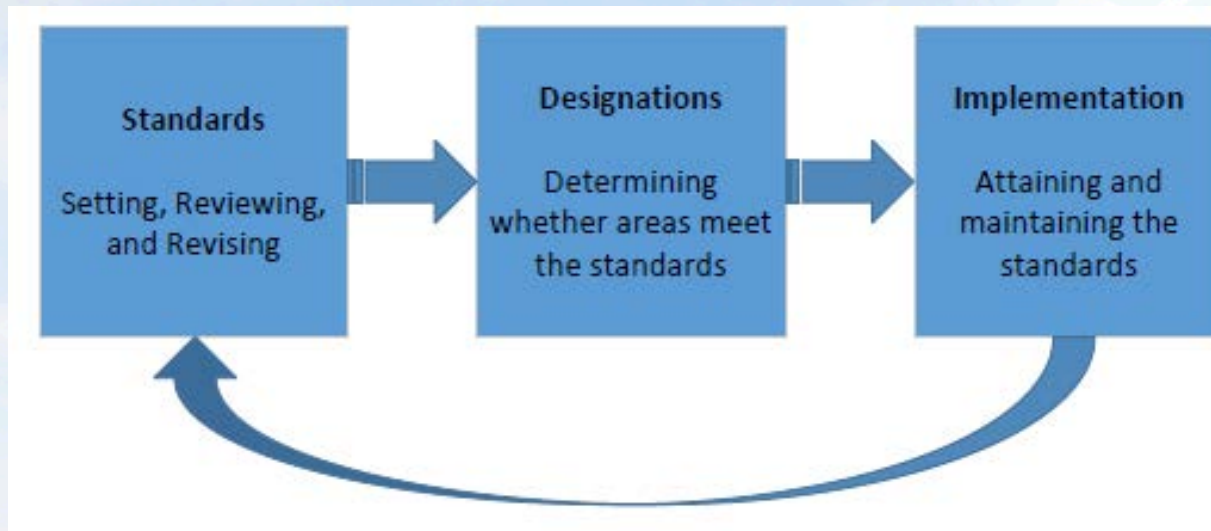 Standards
Setting, Reviewing,
and Revising
Designations
Determining
whether areas meet
the standards
Implementation
Attaining and
maintaining the
standards